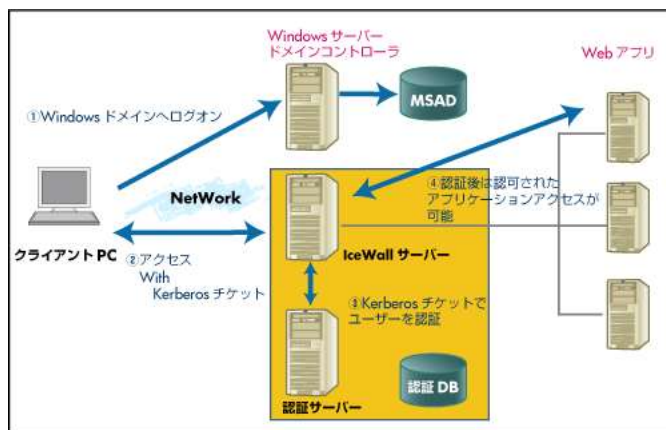 Windows サーバー
ドメインコントローラ
Web アプリ
MSAD
①Windows ドメインへログオン
NetWork
④認証後は認可された
アプリケーションアクセスが
可能
クライアント PC
②アクセス
With
Kerberos チケット
IceWall サーバー
③Kerberos チケットで
ユーザーを認証
認証 DB
認証サーバー